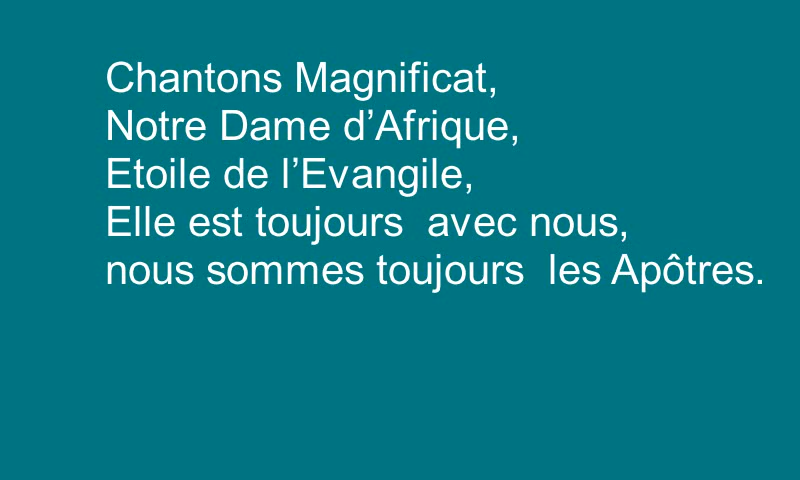 Chantons Magnificat,
Notre Dame d’Afrique,
Etoile de l’Evangile,
Elle est toujours  avec nous,
nous sommes toujours  les Apôtres.